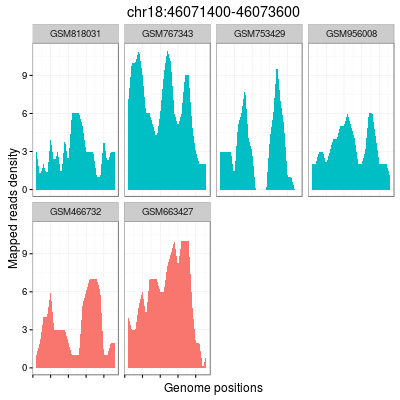 chr18:46071400-46073600
GSM818031 GSM767343 GSM753429 GSM956008
9
6
3
0
GSM466732 GSM663427
9
6
3
0
Mapped reads density
Genome positions